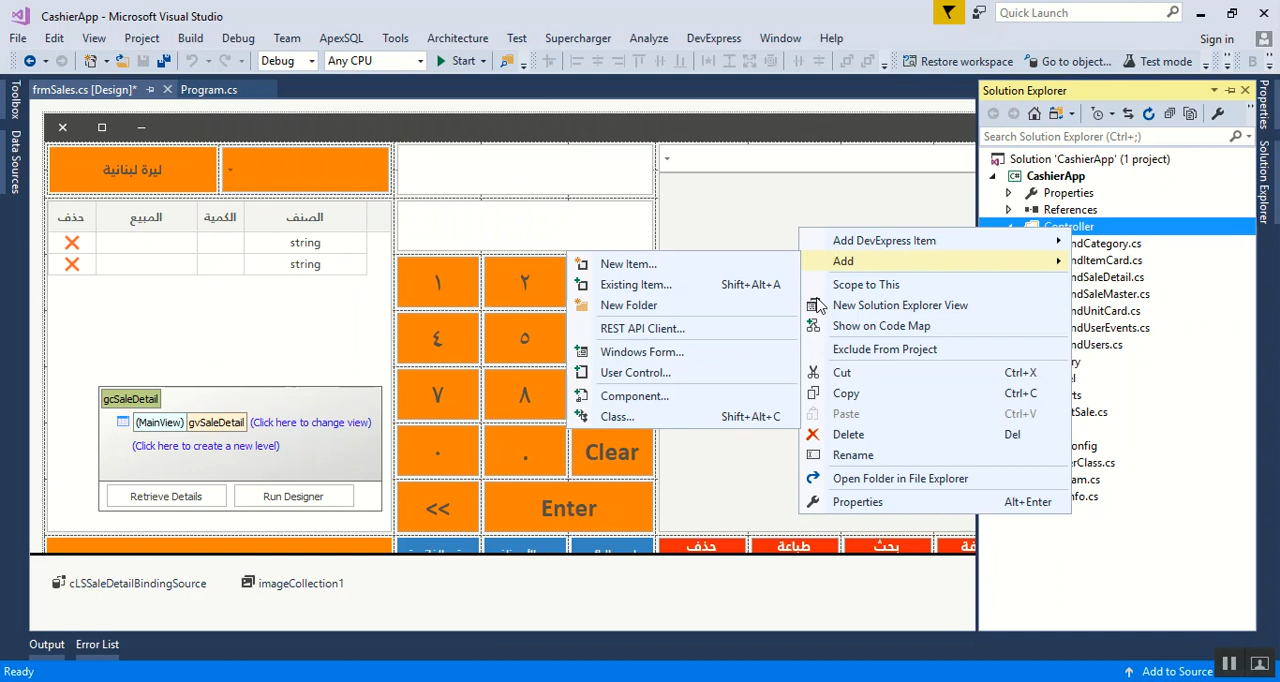 CashierApp - Microsoft Visual Studio
Quick Launch
File Edit View Project Build Debug Team ApexSQL Tools Architecture Test Supercharger Analyze DevExpress Window Help
Sign in
Debug Any CPU Start Restore workspace Go to object... Test mode
frmSales.cs [Design]* Program.cs
Toolbox
Data Sources
ليرة لبنانية
حذف المبيع الكمية الصنف
string
string
gcSaleDetail
(MainView) gvSaleDetail (Click here to change view)
(Click here to create a new level)
Retrieve Details Run Designer
١ ٢
٤ ٥
٧ ٨
. Clear
<< Enter
حذف طباعة بحث
cLSSaleDetailBindingSource imageCollection1
New Item...
Existing Item... Shift+Alt+A
New Folder
REST API Client...
Windows Form...
User Control...
Component...
Class... Shift+Alt+C
Add DevExpress Item
Add
Scope to This
New Solution Explorer View
Show on Code Map
Exclude From Project
Cut Ctrl+X
Copy Ctrl+C
Paste Ctrl+V
Delete Del
Rename
Open Folder in File Explorer
Properties Alt+Enter
Solution Explorer
Search Solution Explorer (Ctrl+;)
Solution 'CashierApp' (1 project)
CashierApp
Properties
References
Controller
ndCategory.cs
ndItemCard.cs
ndSaleDetail.cs
ndSaleMaster.cs
ndUnitCard.cs
ndUserEvents.cs
ndUsers.cs
ry
el
rts
Sale.cs
onfig
erClass.cs
am.cs
nfo.cs
Properties
Solution Explorer
Output Error List
Ready
Add to Source